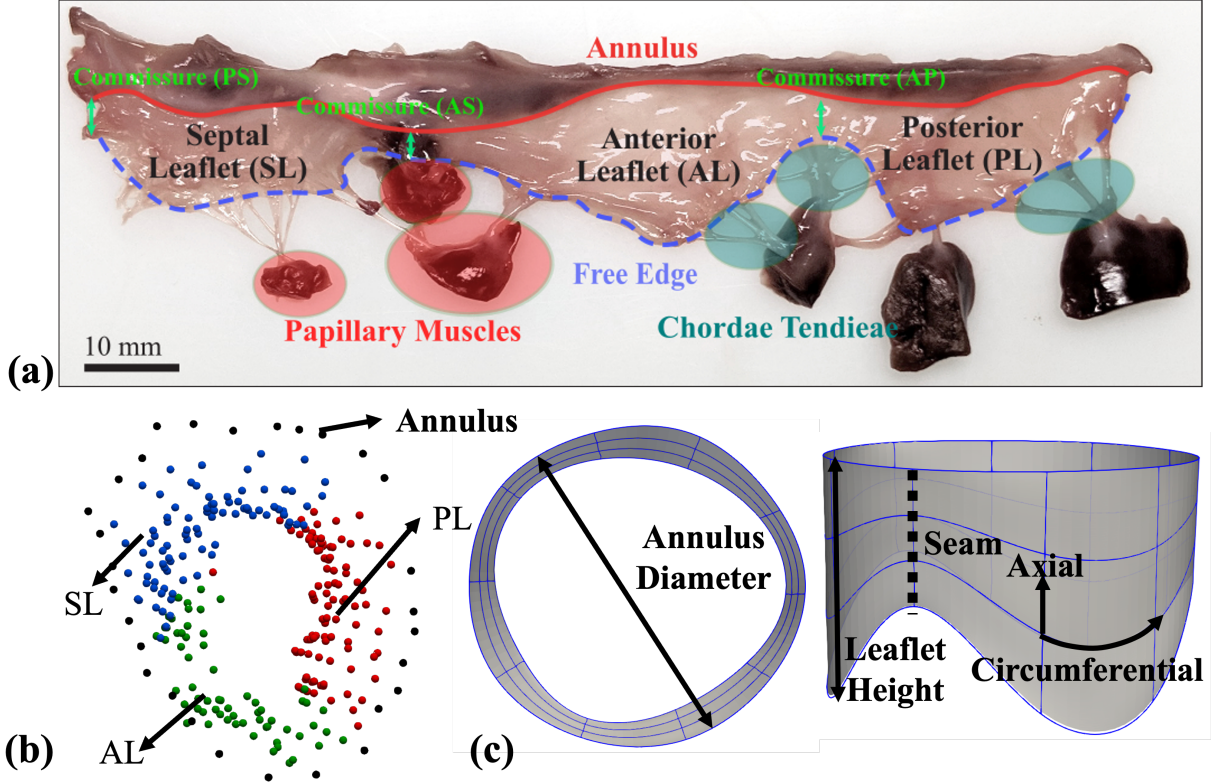 Annulus
Commissure (PS)
Commissure (AS)
Commissure (AP)
Septal
Leaflet (SL)
Anterior
Leaflet (AL)
Posterior
Leaflet (PL)
Free Edge
Papillary Muscles
Chordae Tendieae
10 mm
(a)
Annulus
PL
SL
AL
(b)
Annulus
Diameter
(c)
Seam
Axial
Leaflet
Height
Circumferential